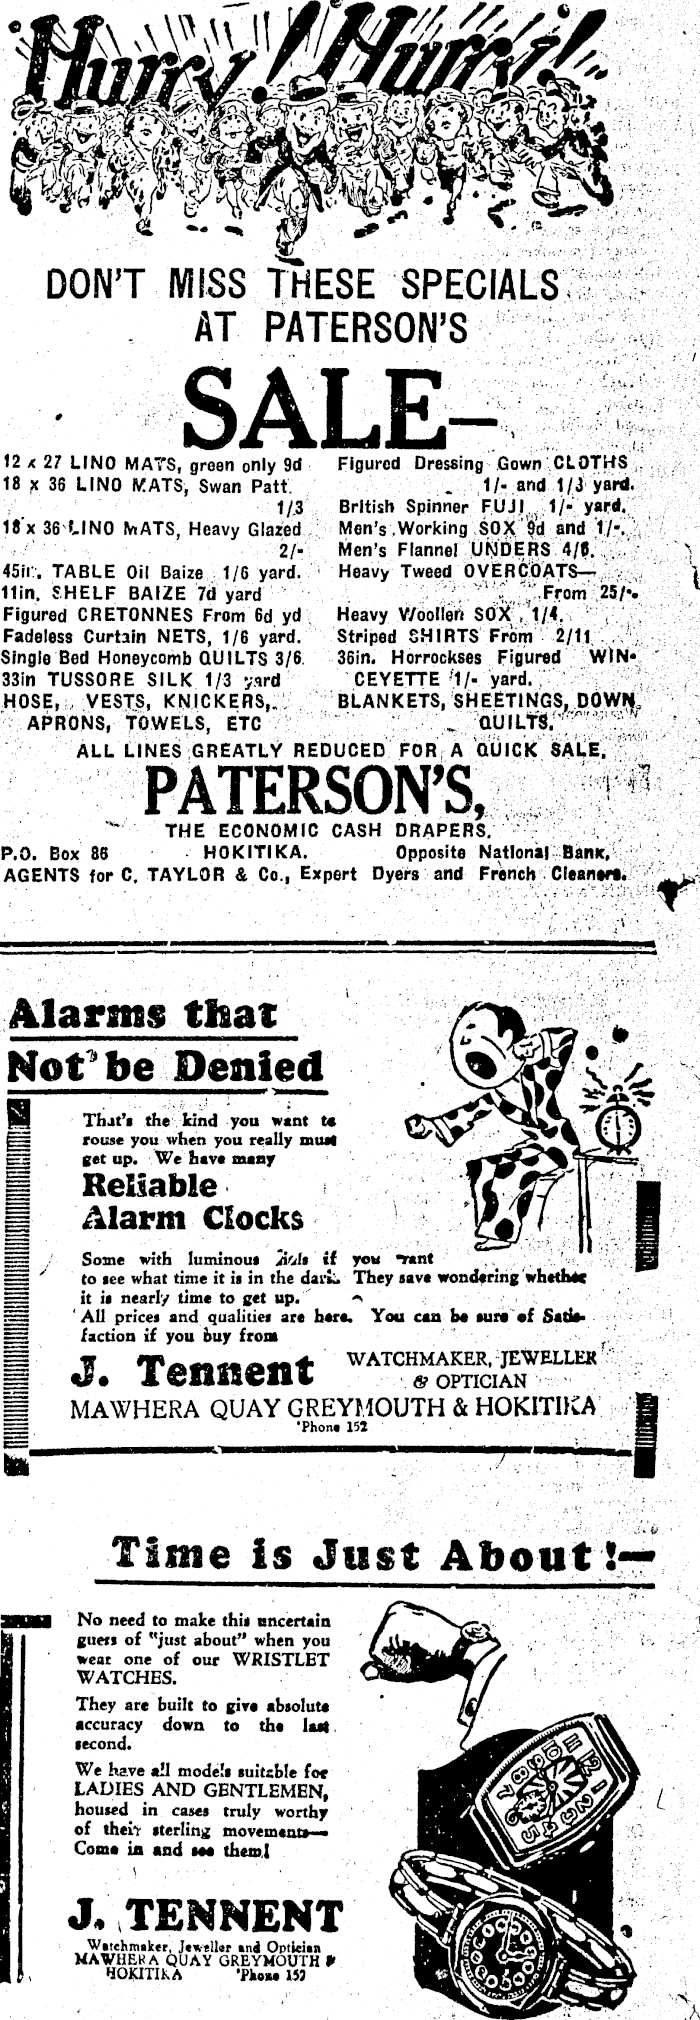 Hurry! Hurry!
DON'T MISS THESE SPECIALS
AT PATERSON'S
SALE—
12 x 27 LINO MATS, green only 9d
18 x 36 LINO MATS, Swan Patt.
1/3
18 x 36 LINO MATS, Heavy Glazed
2/-
45in. TABLE Oil Baize 1/6 yard.
11in. SHELF BAIZE 7d yard
Figured CRETONNES From 6d yd
Fadeless Curtain NETS, 1/6 yard.
Single Bed Honeycomb QUILTS 3/6
33in TUSSORE SILK 1/3 yard
HOSE, VESTS, KNICKERS,
APRONS, TOWELS, ETC
Figured Dressing Gown CLOTHS
1/- and 1/3 yard.
British Spinner FUJI 1/- yard.
Men's Working SOX 9d and 1/-.
Men's Flannel UNDERS 4/6.
Heavy Tweed OVERCOATS—
From 25/-.
Heavy Woollen SOX, 1/4.
Striped SHIRTS From 2/11
36in. Horrockses Figured WIN-
CEYETTE 1/- yard.
BLANKETS, SHEETING, DOWN
QUILTS.
ALL LINES GREATLY REDUCED FOR A QUICK SALE.
PATERSON'S,
THE ECONOMIC CASH DRAPERS.
P.O. Box 86 HOKITIKA. Opposite National Bank,
AGENTS for C. TAYLOR & Co., Expert Dyers and French Cleaners.
Alarms that
Not be Denied
That's the kind you want to
rouse you when you really must
get up. We have many
Reliable
Alarm Clocks
Some with luminous dials if you want
to see what time it is in the dark. They save wondering whether
it is nearly time to get up.
All prices and qualities are here. You can be sure of Satis-
faction if you buy from
J. Tennent WATCHMAKER, JEWELLER
& OPTICIAN
MAWHERA QUAY GREYMOUTH & HOKITIKA
'Phone 152
Time is Just About!—
No need to make this uncertain
guess of "just about" when you
wear one of our WRISTLET
WATCHES.
They are built to give absolute
accuracy down to the last
second.
We have all models suitable for
LADIES AND GENTLEMEN,
housed in cases truly worthy
of their sterling movements—
Come in and see them!
J. TENNENT
Watchmaker, Jeweller and Optician
MAWHERA QUAY GREYMOUTH &
HOKITIKA 'Phone 152